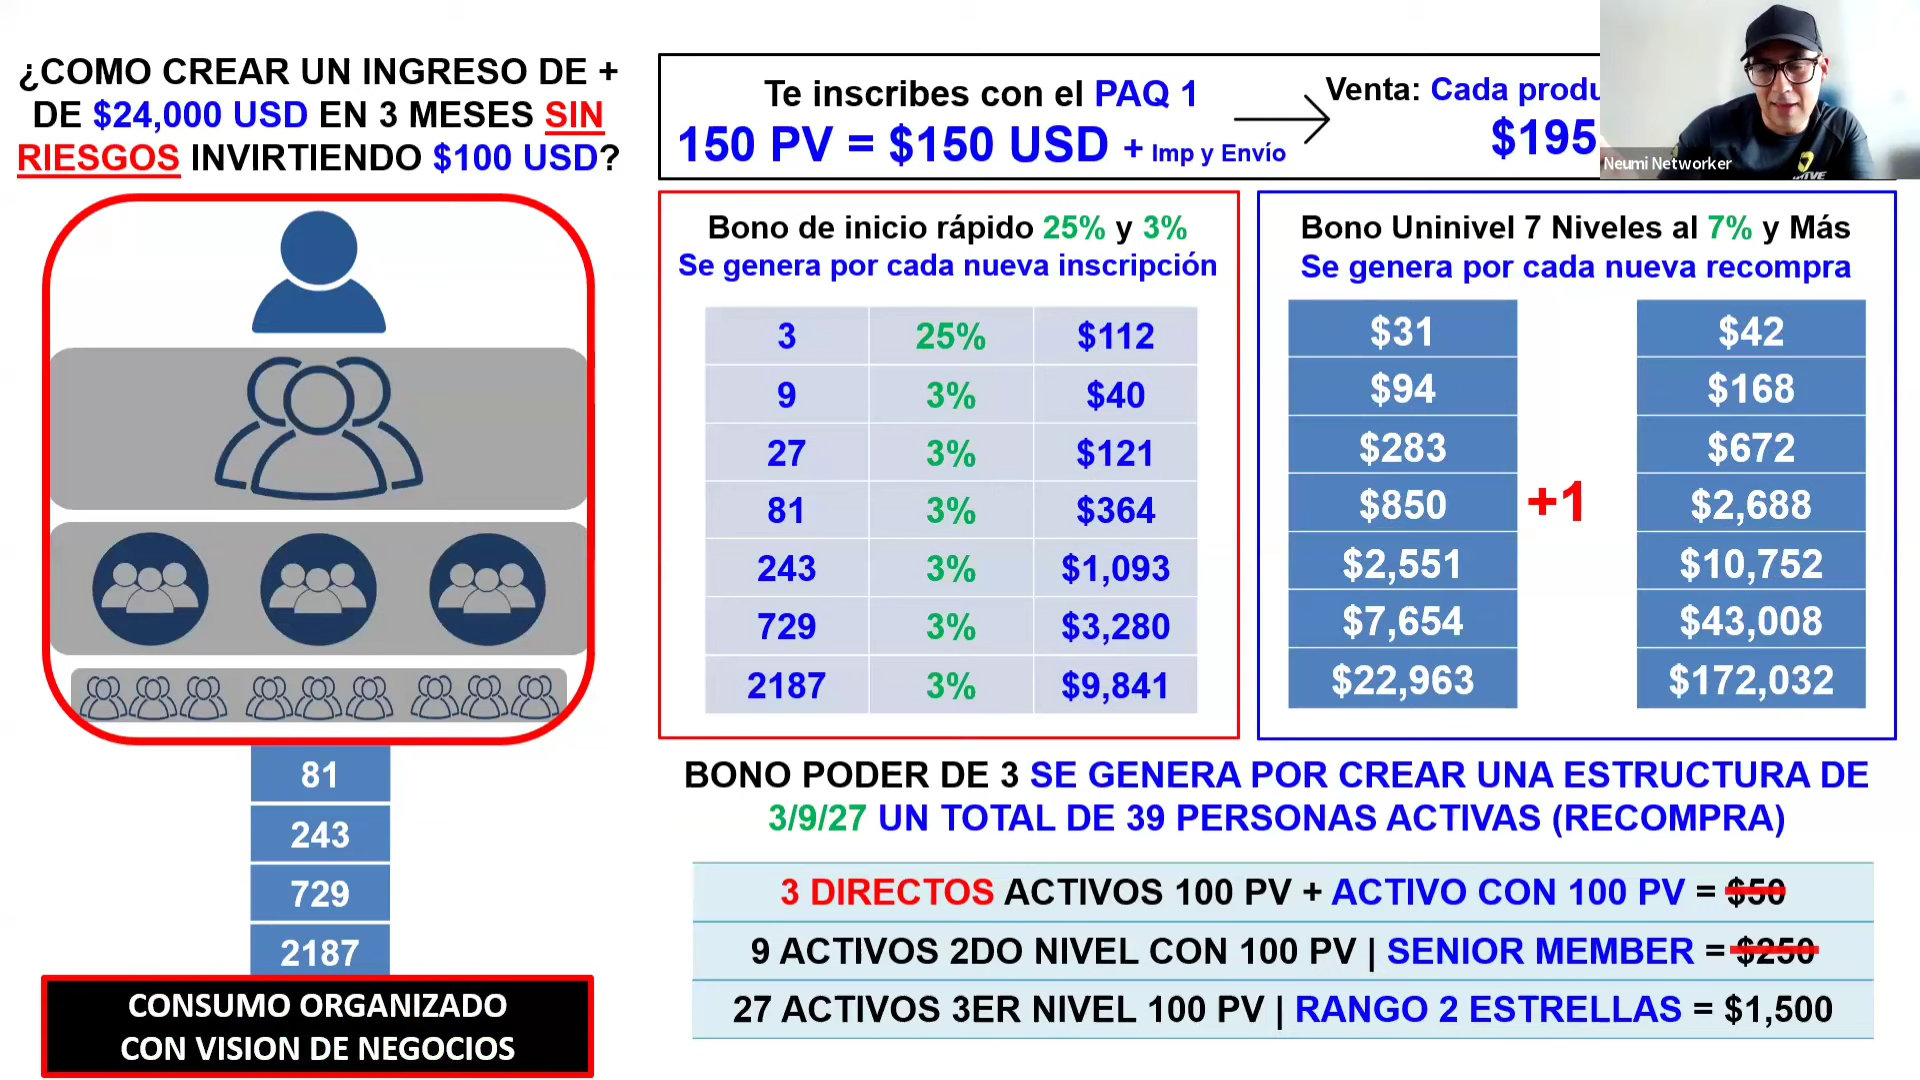 ¿COMO CREAR UN INGRESO DE +
DE $24,000 USD EN 3 MESES SIN
RIESGOS INVIRTIENDO $100 USD?
Te inscribes con el PAQ 1
150 PV = $150 USD + Imp y Envío
Venta: Cada produ
$195
Neumi Networker
Bono de inicio rápido 25% y 3%
Se genera por cada nueva inscripción
3 25% $112
9 3% $40
27 3% $121
81 3% $364
243 3% $1,093
729 3% $3,280
2187 3% $9,841
Bono Uninivel 7 Niveles al 7% y Más
Se genera por cada nueva recompra
$31 $42
$94 $168
$283 $672
$850 +1 $2,688
$2,551 $10,752
$7,654 $43,008
$22,963 $172,032
81
243
729
2187
CONSUMO ORGANIZADO
CON VISION DE NEGOCIOS
BONO PODER DE 3 SE GENERA POR CREAR UNA ESTRUCTURA DE
3/9/27 UN TOTAL DE 39 PERSONAS ACTIVAS (RECOMPRA)
3 DIRECTOS ACTIVOS 100 PV + ACTIVO CON 100 PV = $50
9 ACTIVOS 2DO NIVEL CON 100 PV | SENIOR MEMBER = $250
27 ACTIVOS 3ER NIVEL 100 PV | RANGO 2 ESTRELLAS = $1,500